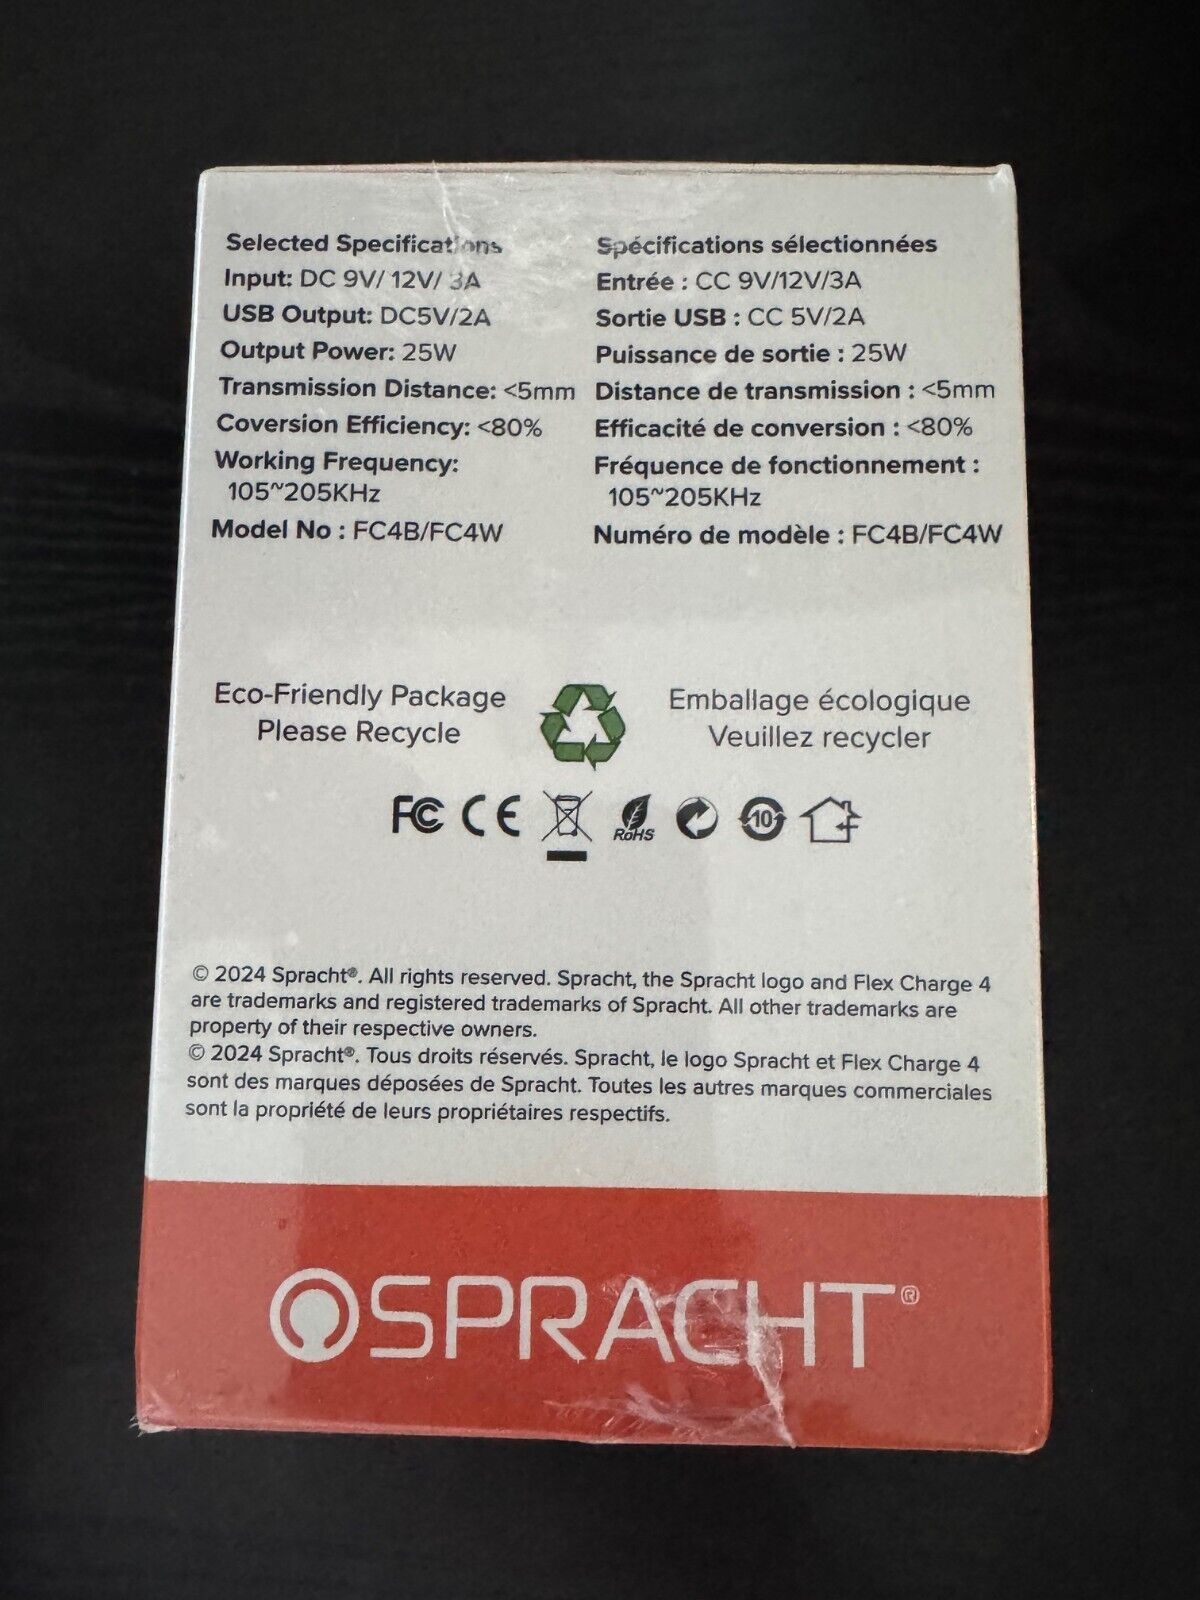 Selected Specifications
Input: DC 9V/ 12V/ 3A
USB Output: DC5V/2A
Output Power: 25W
Transmission Distance: <5mm
Coversion Efficiency: <80%
Working Frequency:
105~205KHz
Model No : FC4B/FC4W
Spécifications sélectionnées
Entrée : CC 9V/12V/3A
Sortie USB : CC 5V/2A
Puissance de sortie : 25W
Distance de transmission : <5mm
Efficacité de conversion : <80%
Fréquence de fonctionnement :
105~205KHz
Numéro de modèle : FC4B/FC4W
Eco-Friendly Package
Please Recycle
Emballage écologique
Veuillez recycler
FC CE RoHS 10
© 2024 Spracht®. All rights reserved. Spracht, the Spracht logo and Flex Charge 4
are trademarks and registered trademarks of Spracht. All other trademarks are
property of their respective owners.
© 2024 Spracht®. Tous droits réservés. Spracht, le logo Spracht et Flex Charge 4
sont des marques déposées de Spracht. Toutes les autres marques commerciales
sont la propriété de leurs propriétaires respectifs.
SPRACHT®